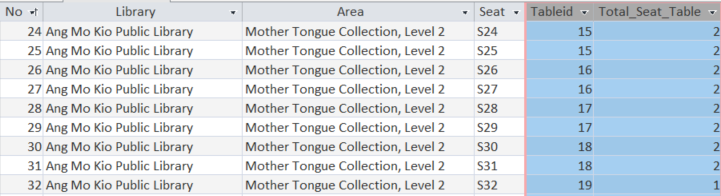 No Library Area Seat Tableid Total_Seat_Table
24 Ang Mo Kio Public Library Mother Tongue Collection, Level 2 S24 15 2
25 Ang Mo Kio Public Library Mother Tongue Collection, Level 2 S25 15 2
26 Ang Mo Kio Public Library Mother Tongue Collection, Level 2 S26 16 2
27 Ang Mo Kio Public Library Mother Tongue Collection, Level 2 S27 16 2
28 Ang Mo Kio Public Library Mother Tongue Collection, Level 2 S28 17 2
29 Ang Mo Kio Public Library Mother Tongue Collection, Level 2 S29 17 2
30 Ang Mo Kio Public Library Mother Tongue Collection, Level 2 S30 18 2
31 Ang Mo Kio Public Library Mother Tongue Collection, Level 2 S31 18 2
32 Ang Mo Kio Public Library Mother Tongue Collection, Level 2 S32 19 1